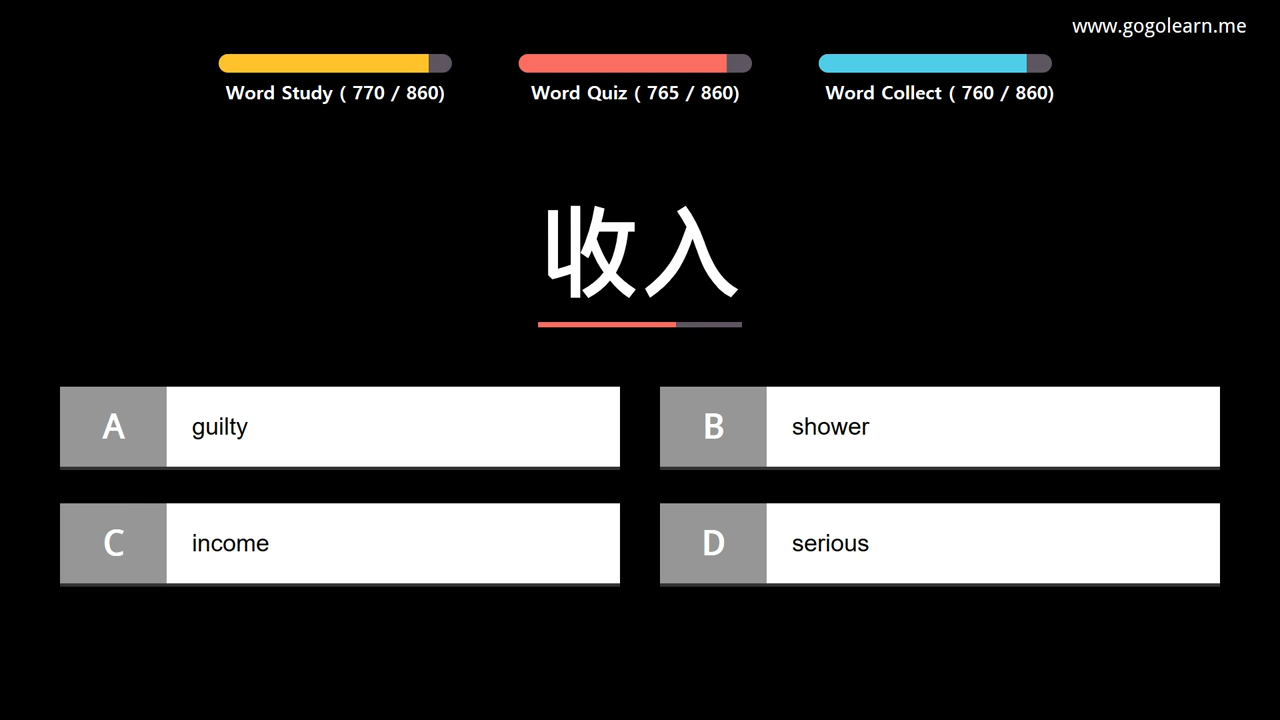 www.gogolearn.me
Word Study ( 770 / 860)
Word Quiz ( 765 / 860)
Word Collect ( 760 / 860)
收入
A guilty
B shower
C income
D serious